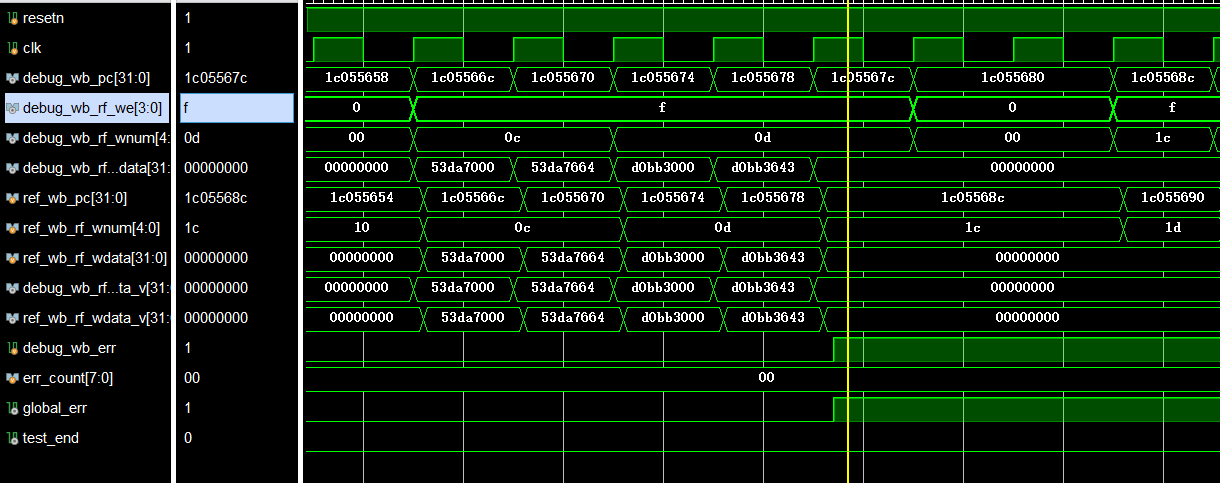 resetn 1
clk 1
debug_wb_pc[31:0] 1c05567c 1c055658 1c05566c 1c055670 1c055674 1c055678 1c05567c 1c055680 1c05568c
debug_wb_rf_we[3:0] f 0 f 0 f
debug_wb_rf_wnum[4: 0d 00 0c 0d 00 1c
debug_wb_rf...data[31: 00000000 00000000 53da7000 53da7664 d0bb3000 d0bb3643 00000000
ref_wb_pc[31:0] 1c05568c 1c055654 1c05566c 1c055670 1c055674 1c055678 1c05568c 1c055690
ref_wb_rf_wnum[4:0] 1c 10 0c 0d 1c 1d
ref_wb_rf_wdata[31:0] 00000000 00000000 53da7000 53da7664 d0bb3000 d0bb3643 00000000
debug_wb_rf...ta_v[31: 00000000 00000000 53da7000 53da7664 d0bb3000 d0bb3643 00000000
ref_wb_rf_wdata_v[31: 00000000 00000000 53da7000 53da7664 d0bb3000 d0bb3643 00000000
debug_wb_err 1
err_count[7:0] 00 00
global_err 1
test_end 0